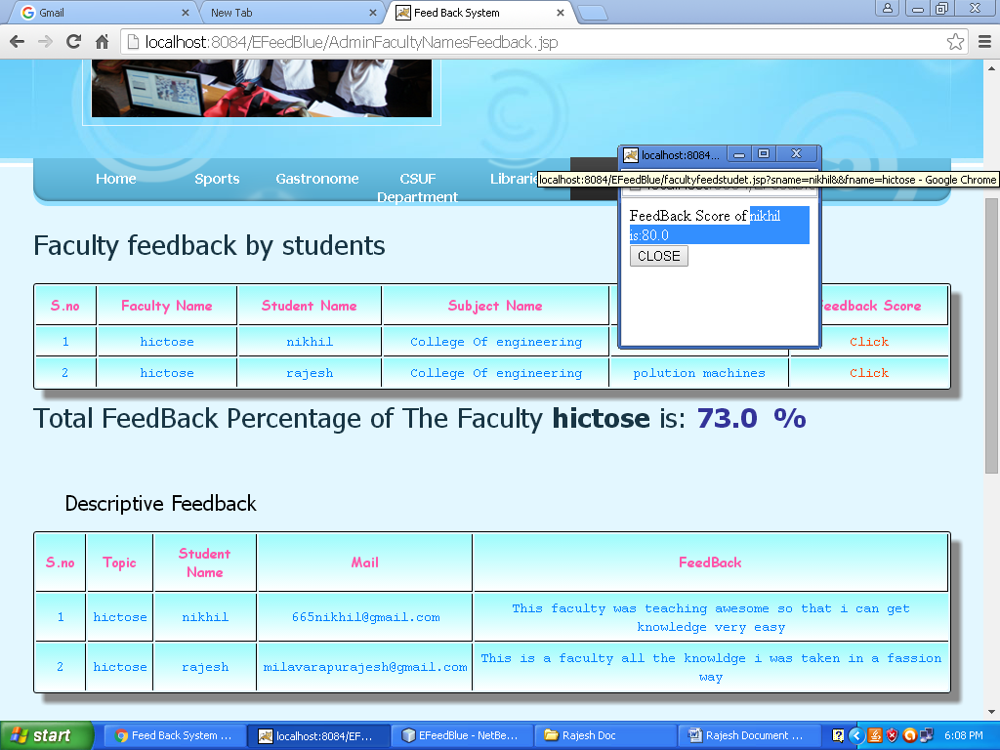 Gmail
New Tab
Feed Back System
localhost:8084/EFeedBlue/AdminFacultyNamesFeedback.jsp
localhost:8084...
Home
Sports
Gastronome
CSUF
Department
localhost:8084/EFeedBlue/factultyfeedstudet.jsp?sname=nikhil&&fname=hictose - Google Chrome
FeedBack Score of nikhil
is:80.0
CLOSE
Faculty feedback by students
S.no Faculty Name Student Name Subject Name Feedback Score
1 hictose nikhil College Of engineering Click
2 hictose rajesh College Of engineering polution machines Click
Total FeedBack Percentage of The Faculty hictose is: 73.0 %
Descriptive Feedback
S.no Topic Student Name Mail FeedBack
1 hictose nikhil 665nikhil@gmail.com This faculty was teaching awesome so that i can get
knowledge very easy
2 hictose rajesh milavarapurajesh@gmail.com This is a faculty all the knowldge i was taken in a fassion
way
start
Feed Back System ...
localhost:8084/EF...
EFeedBlue - NetBe...
Rajesh Doc
Rajesh Document ...
6:08 PM